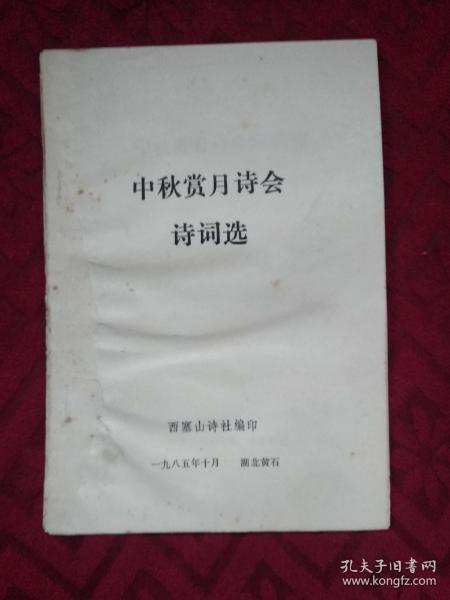 中秋赏月诗会
诗词选
西塞山诗社编印
一九八五年十月 湖北黄石
孔夫子旧书网
www.kongfz.com